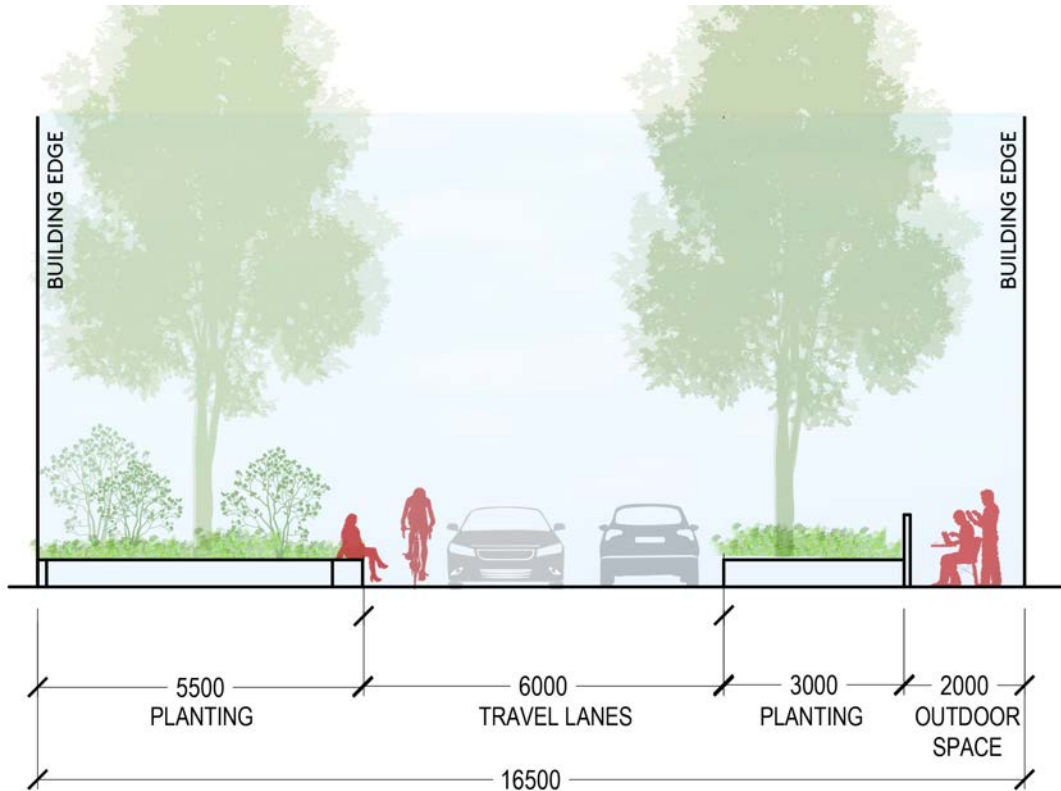 BUILDING EDGE
BUILDING EDGE
5500
PLANTING
6000
TRAVEL LANES
3000
PLANTING
2000
OUTDOOR
SPACE
16500